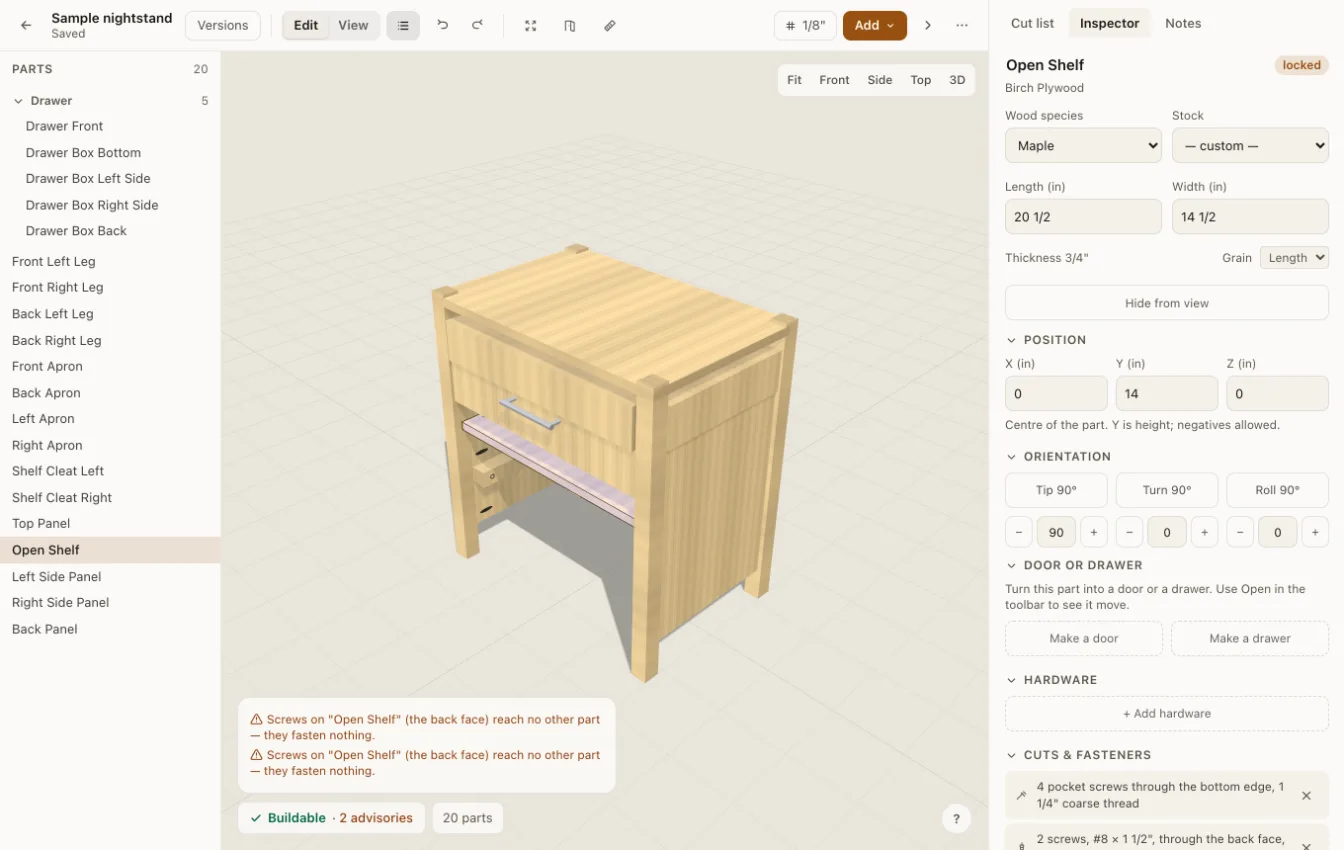 Sample nightstand
Saved
Versions
Edit
View
1/8"
Add
Cut list
Inspector
Notes
PARTS 20
Drawer 5
Drawer Front
Drawer Box Bottom
Drawer Box Left Side
Drawer Box Right Side
Drawer Box Back
Front Left Leg
Front Right Leg
Back Left Leg
Back Right Leg
Front Apron
Back Apron
Left Apron
Right Apron
Shelf Cleat Left
Shelf Cleat Right
Top Panel
Open Shelf
Left Side Panel
Right Side Panel
Back Panel
Fit Front Side Top 3D
⚠ Screws on "Open Shelf" (the back face) reach no other part
— they fasten nothing.
⚠ Screws on "Open Shelf" (the back face) reach no other part
— they fasten nothing.
✓ Buildable · 2 advisories
20 parts
?
Open Shelf locked
Birch Plywood
Wood species Stock
Maple — custom —
Length (in) Width (in)
20 1/2 14 1/2
Thickness 3/4" Grain Length
Hide from view
POSITION
X (in) Y (in) Z (in)
0 14 0
Centre of the part. Y is height; negatives allowed.
ORIENTATION
Tip 90° Turn 90° Roll 90°
− 90 + − 0 + − 0 +
DOOR OR DRAWER
Turn this part into a door or a drawer. Use Open in the
toolbar to see it move.
Make a door Make a drawer
HARDWARE
+ Add hardware
CUTS & FASTENERS
4 pocket screws through the bottom edge, 1
1/4" coarse thread
2 screws, #8 × 1 1/2", through the back face,